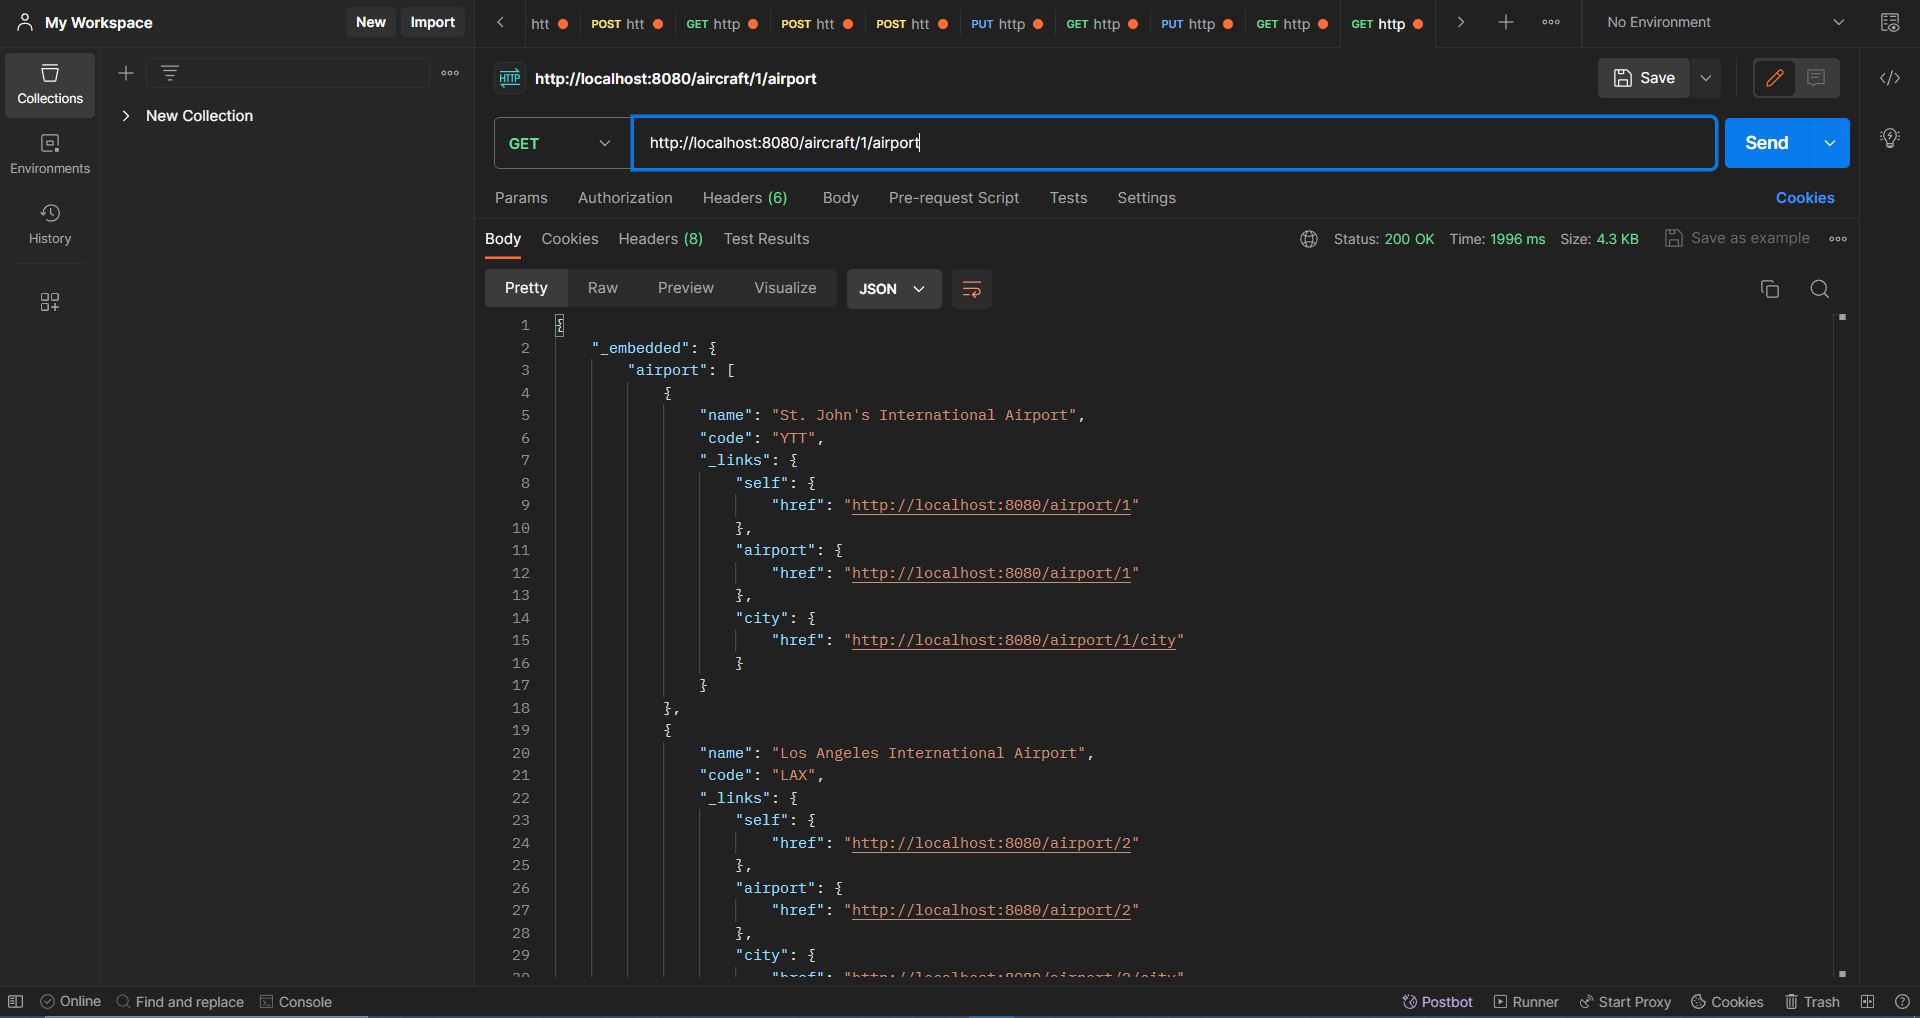 My Workspace
New
Import
htt
POST htt
GET http
POST htt
POST htt
PUT http
GET http
PUT http
GET http
GET http
No Environment
Collections
Environments
History
New Collection
HTTP
http://localhost:8080/aircraft/1/airport
Save
GET
http://localhost:8080/aircraft/1/airport
Send
Params
Authorization
Headers (6)
Body
Pre-request Script
Tests
Settings
Cookies
Body
Cookies
Headers (8)
Test Results
Status: 200 OK
Time: 1996 ms
Size: 4.3 KB
Save as example
Pretty
Raw
Preview
Visualize
JSON
1 {
2 "_embedded": {
3 "airport": [
4 {
5 "name": "St. John's International Airport",
6 "code": "YTT",
7 "_links": {
8 "self": {
9 "href": "http://localhost:8080/airport/1"
10 },
11 "airport": {
12 "href": "http://localhost:8080/airport/1"
13 },
14 "city": {
15 "href": "http://localhost:8080/airport/1/city"
16 }
17 }
18 },
19 {
20 "name": "Los Angeles International Airport",
21 "code": "LAX",
22 "_links": {
23 "self": {
24 "href": "http://localhost:8080/airport/2"
25 },
26 "airport": {
27 "href": "http://localhost:8080/airport/2"
28 },
29 "city": {
30 "href": "http://localhost:8080/airport/2/city"
Online
Find and replace
Console
Postbot
Runner
Start Proxy
Cookies
Trash